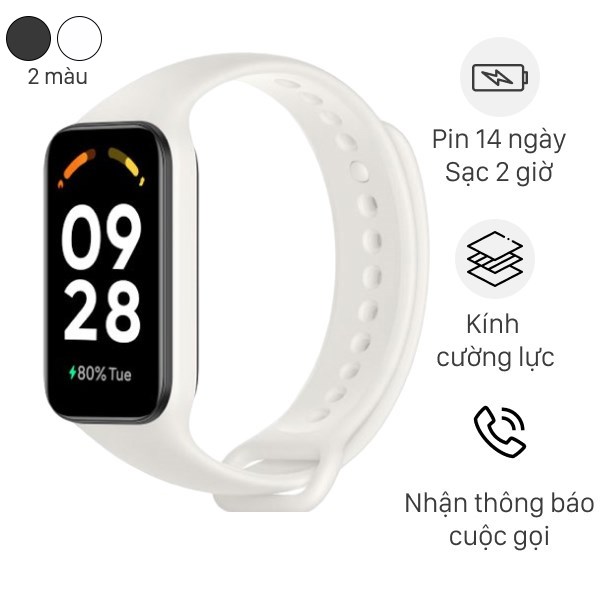 2 màu
09
28
80% Tue
Pin 14 ngày
Sạc 2 giờ
Kính
cường lực
Nhận thông báo
cuộc gọi